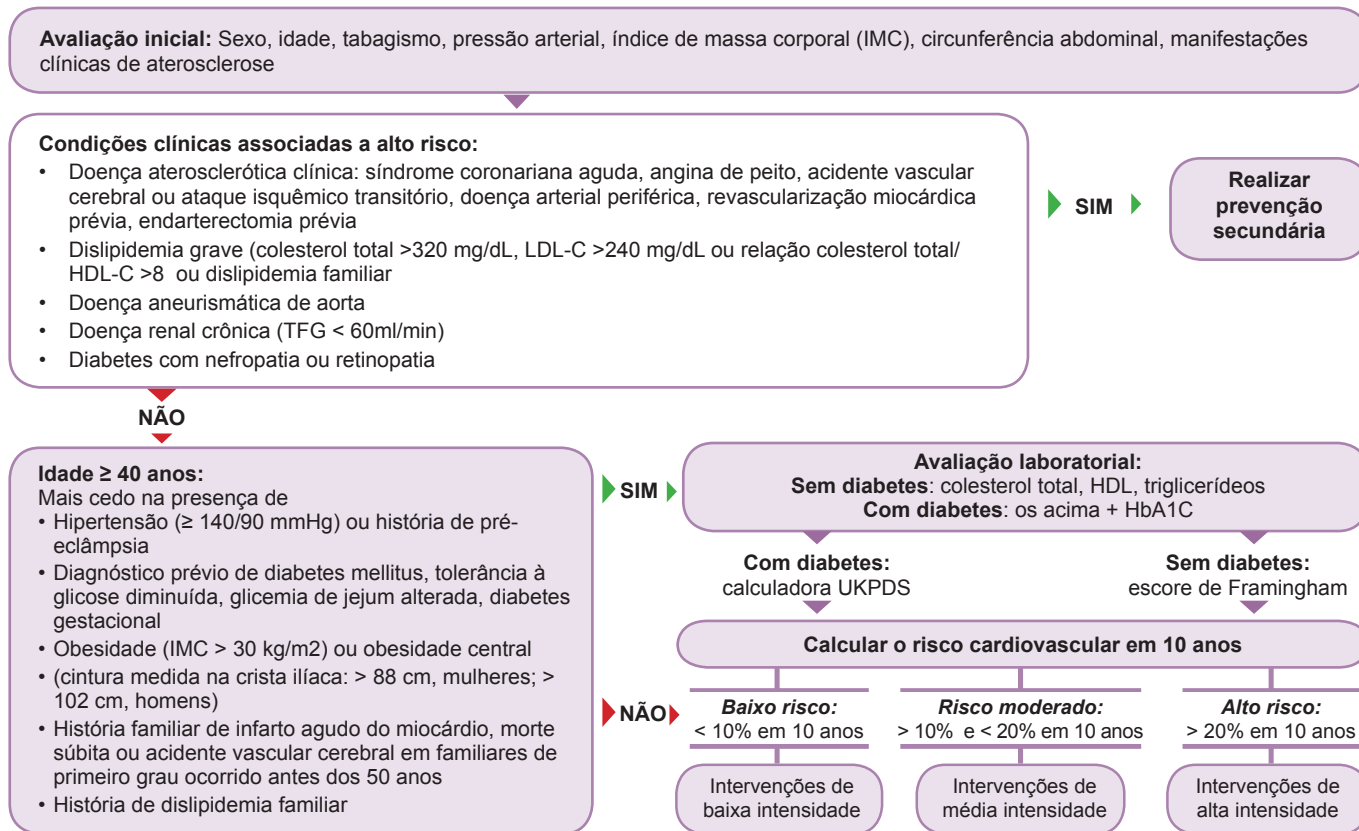 Avaliação inicial: Sexo, idade, tabagismo, pressão arterial, índice de massa corporal (IMC), circunferência abdominal, manifestações
clínicas de aterosclerose
Condições clínicas associadas a alto risco:
• Doença aterosclerótica clínica: síndrome coronariana aguda, angina de peito, acidente vascular
cerebral ou ataque isquêmico transitório, doença arterial periférica, revascularização miocárdica
prévia, endarterectomia prévia
• Dislipidemia grave (colesterol total >320 mg/dL, LDL-C >240 mg/dL ou relação colesterol total/
HDL-C >8 ou dislipidemia familiar
• Doença aneurismática de aorta
• Doença renal crônica (TFG < 60ml/min)
• Diabetes com nefropatia ou retinopatia
SIM
Realizar
prevenção
secundária
NÃO
Idade ≥ 40 anos:
Mais cedo na presença de
• Hipertensão (≥ 140/90 mmHg) ou história de pré-
eclâmpsia
• Diagnóstico prévio de diabetes mellitus, tolerância à
glicose diminuída, glicemia de jejum alterada, diabetes
gestacional
• Obesidade (IMC > 30 kg/m2) ou obesidade central
• (cintura medida na crista ilíaca: > 88 cm, mulheres; >
102 cm, homens)
• História familiar de infarto agudo do miocárdio, morte
súbita ou acidente vascular cerebral em familiares de
primeiro grau ocorrido antes dos 50 anos
• História de dislipidemia familiar
SIM
Avaliação laboratorial:
Sem diabetes: colesterol total, HDL, triglicerídeos
Com diabetes: os acima + HbA1C
Com diabetes:
calculadora UKPDS
Sem diabetes:
escore de Framingham
Calcular o risco cardiovascular em 10 anos
NÃO
Baixo risco:
< 10% em 10 anos
Risco moderado:
> 10% e < 20% em 10 anos
Alto risco:
> 20% em 10 anos
Intervenções de
baixa intensidade
Intervenções de
média intensidade
Intervenções de
alta intensidade